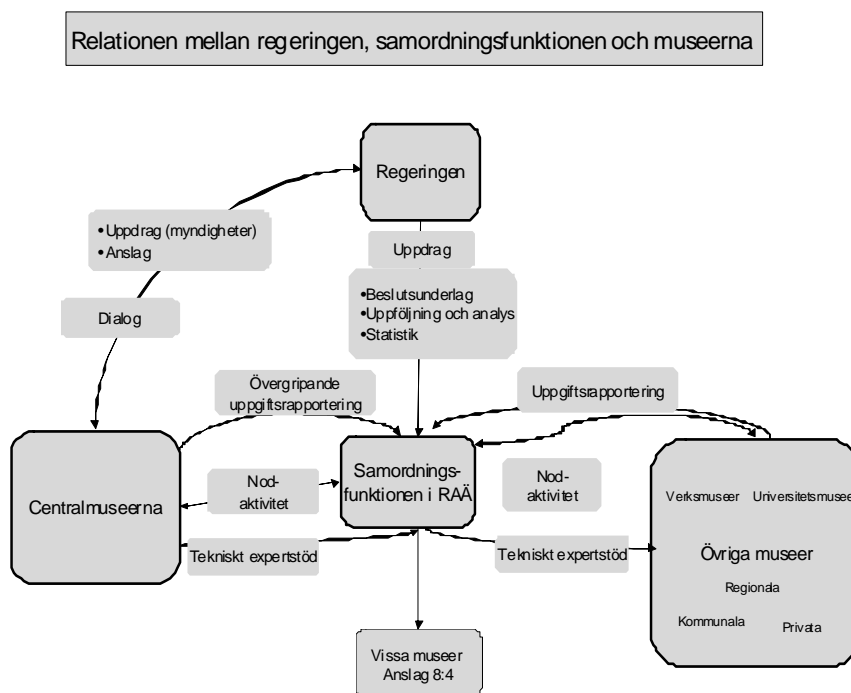 Relationen mellan regeringen, samordningsfunktionen och museerna
Regeringen
•Uppdrag (myndigheter)
•Anslag
Uppdrag
•Beslutsunderlag
•Uppföljning och analys
•Statistik
Dialog
Övergripande
uppgiftsrapportering
Uppgiftsrapportering
Centralmuseerna
Nod-
aktivitet
Samordnings-
funktionen i RAÄ
Nod-
aktivitet
Verksmuseer
Universitetsmuseer
Övriga museer
Regionala
Kommunala
Privata
Tekniskt expertstöd
Tekniskt expertstöd
Vissa museer
Anslag 8:4